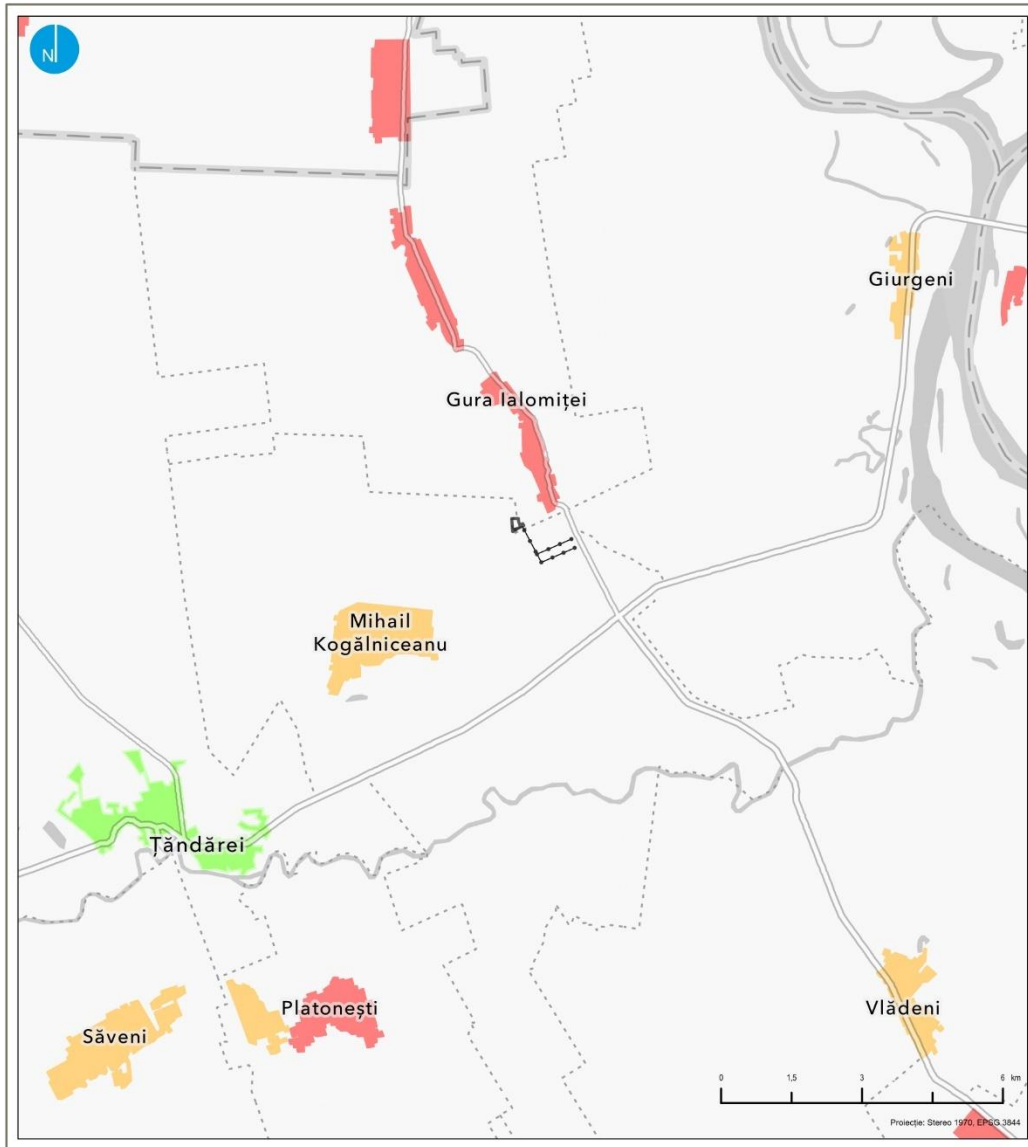 N
Giurgeni
Gura Ialomiței
Mihail
Kogălniceanu
Țăndărei
Platonești
Săveni
Vlădeni
0 1,5 3 6 km
Proiecție: Stereo 1970, EPSG 3844